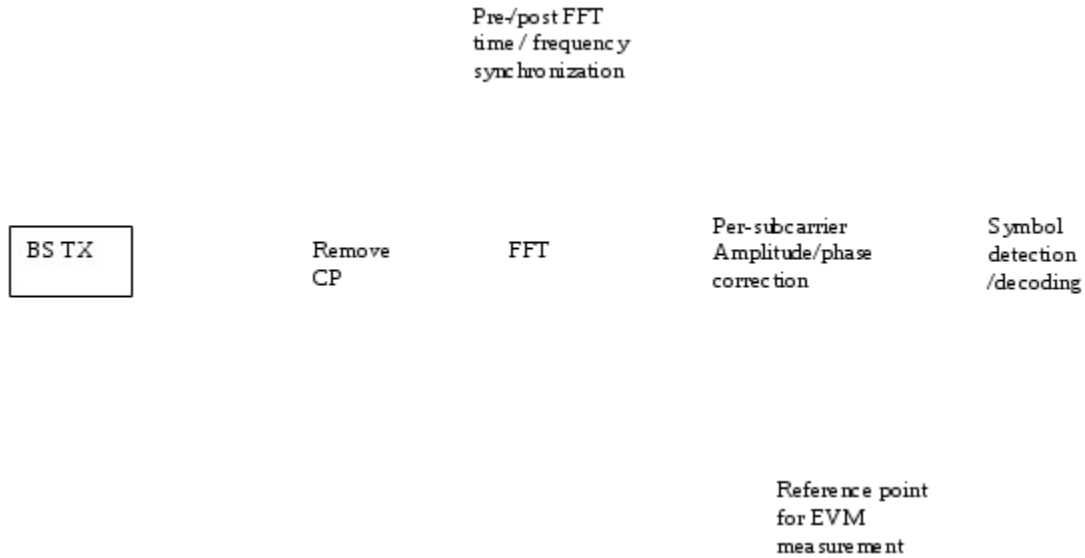 Pre-/post FFT
time / frequency
synchronization
BS TX
Remove
CP
FFT
Per-subcarrier
Amplitude/phase
correction
Symbol
detection
/decoding
Reference point
for EVM
measurement